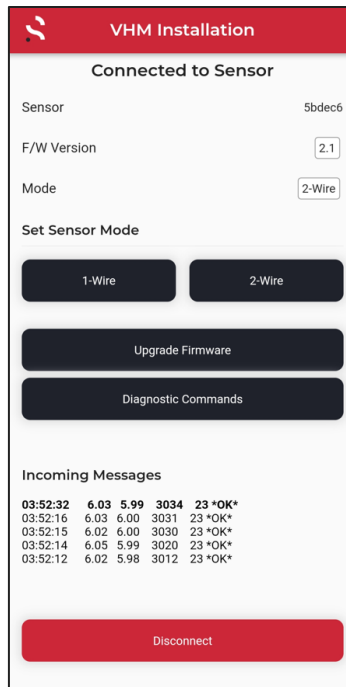 VHM Installation
Connected to Sensor
Sensor 5bdec6
F/W Version 2.1
Mode 2-Wire
Set Sensor Mode
1-Wire 2-Wire
Upgrade Firmware
Diagnostic Commands
Incoming Messages
03:52:32 6.03 5.99 3034 23 *OK*
03:52:16 6.03 6.00 3031 23 *OK*
03:52:15 6.02 6.00 3030 23 *OK*
03:52:14 6.05 5.99 3020 23 *OK*
03:52:12 6.02 5.98 3012 23 *OK*
Disconnect